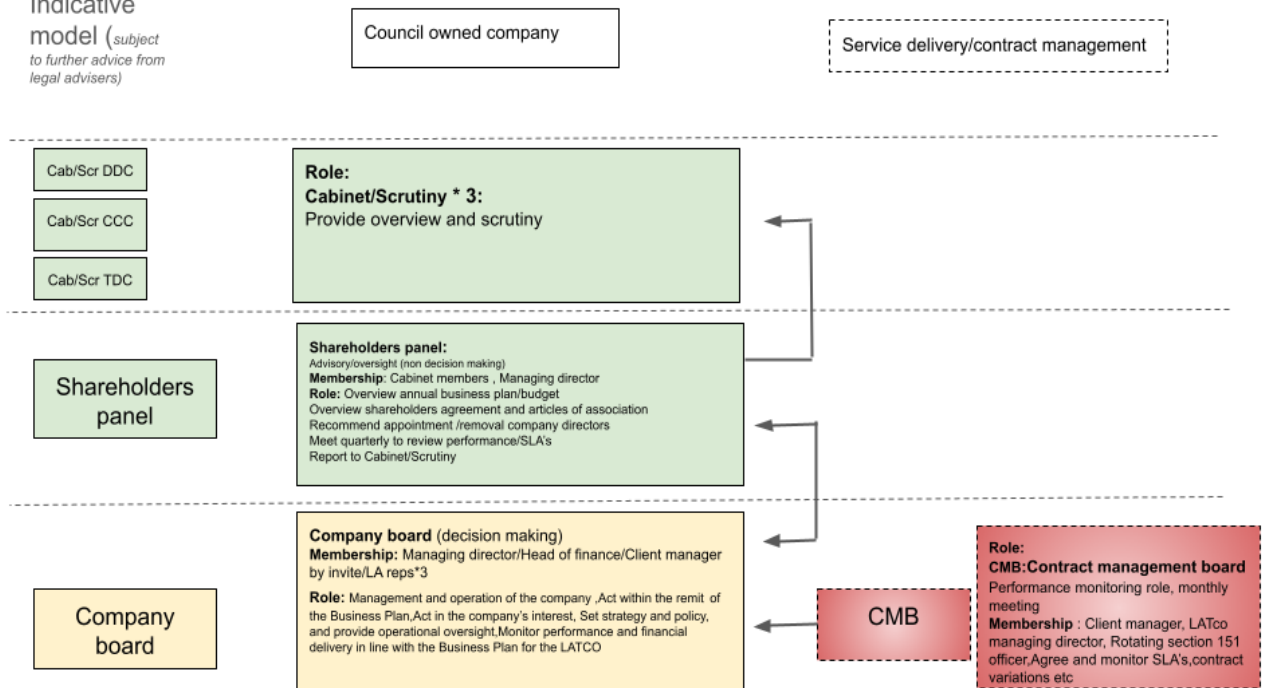 Indicative
model (subject
to further advice from
legal advisers)
Council owned company
Service delivery/contract management
Cab/Scr DDC
Cab/Scr CCC
Cab/Scr TDC
Role:
Cabinet/Scrutiny * 3:
Provide overview and scrutiny
Shareholders
panel
Shareholders panel:
Advisory/oversight (non decision making)
Membership: Cabinet members , Managing director
Role: Overview annual business plan/budget
Overview shareholders agreement and articles of association
Recommend appointment /removal company directors
Meet quarterly to review performance/SLA's
Report to Cabinet/Scrutiny
Company
board
Company board (decision making)
Membership: Managing director/Head of finance/Client manager
by invite/LA reps*3
Role: Management and operation of the company ,Act within the remit of
the Business Plan,Act in the company's interest, Set strategy and policy,
and provide operational oversight,Monitor performance and financial
delivery in line with the Business Plan for the LATCO
CMB
Role:
CMB:Contract management board
Performance monitoring role, monthly
meeting
Membership : Client manager, LATco
managing director, Rotating section 151
officer,Agree and monitor SLA's,contract
variations etc